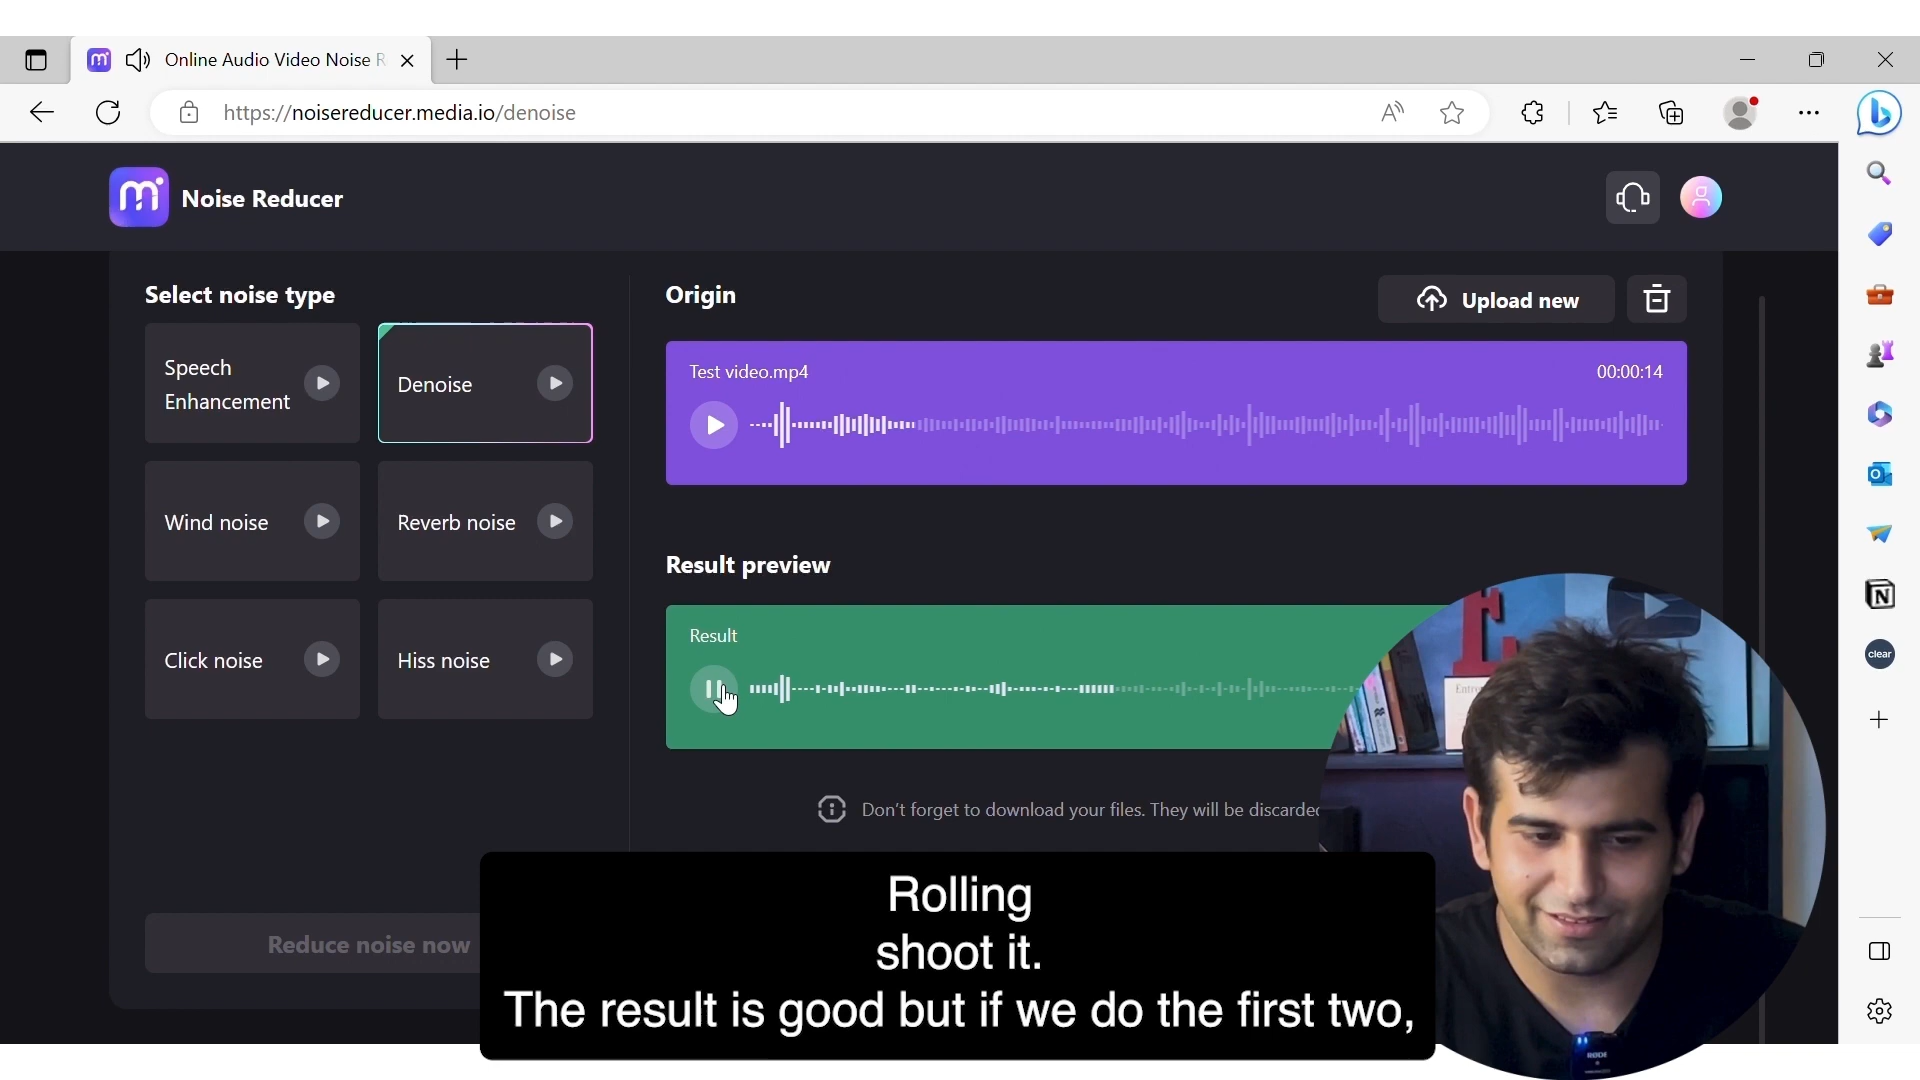 Online Audio Video Noise R
https://noisereducer.media.io/denoise
Noise Reducer
Select noise type
Origin
Upload new
Speech
Enhancement
Denoise
Test video.mp4
00:00:14
Wind noise
Reverb noise
Result preview
Click noise
Hiss noise
Result
Entre
clear
Don't forget to download your files. They will be discarded
Reduce noise now
Rolling
shoot it.
The result is good but if we do the first two,
RØDE